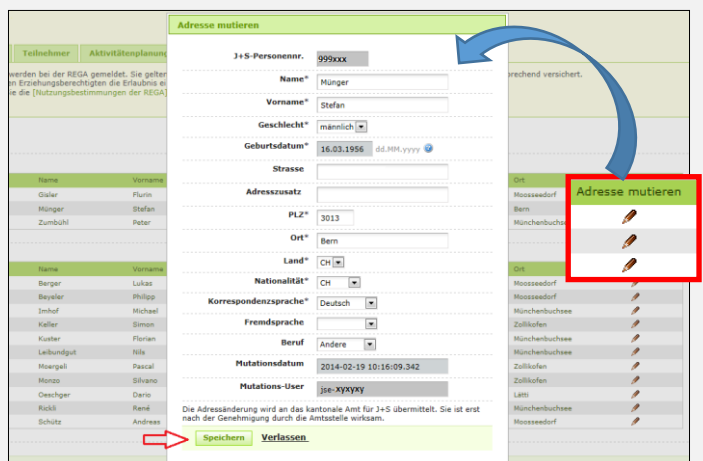 Adresse mutieren
Teilnehmer Aktivitätenplanung
werden bei der REGA gemeldet. Sie gelten
en Erziehungsberechtigten die Erlaubnis ei
ie die [Nutzungsbestimmungen der REGA]
prechend versichert.
J+S-Personennr. 999xxx
Name* Münger
Vorname* Stefan
Geschlecht* männlich
Geburtsdatum* 16.03.1956 dd.MM.yyyy
Strasse
Adresszusatz
PLZ* 3013
Ort* Bern
Land* CH
Nationalität* CH
Korrespondenzsprache* Deutsch
Fremdsprache
Beruf Andere
Mutationsdatum 2014-02-19 10:16:09.342
Mutations-User jse-xyxyxy
Die Adressänderung wird an das kantonale Amt für J+S übermittelt. Sie ist erst
nach der Genehmigung durch die Amtsstelle wirksam.
Speichern Verlassen
Name Vorname Ort
Gisler Flurin Moosseedorf
Münger Stefan Bern
Zumbühl Peter Münchenbuchse
Adresse mutieren
Name Vorname Ort
Berger Lukas Moosseedorf
Beyeler Philipp Moosseedorf
Imhof Michael Münchenbuchsee
Keller Simon Zollikofen
Kuster Florian Münchenbuchsee
Leibundgut Nils Münchenbuchsee
Moergeli Pascal Zollikofen
Monzo Silvano Zollikofen
Oeschger Dario Lätti
Rickli René Münchenbuchsee
Schütz Andreas Moosseedorf